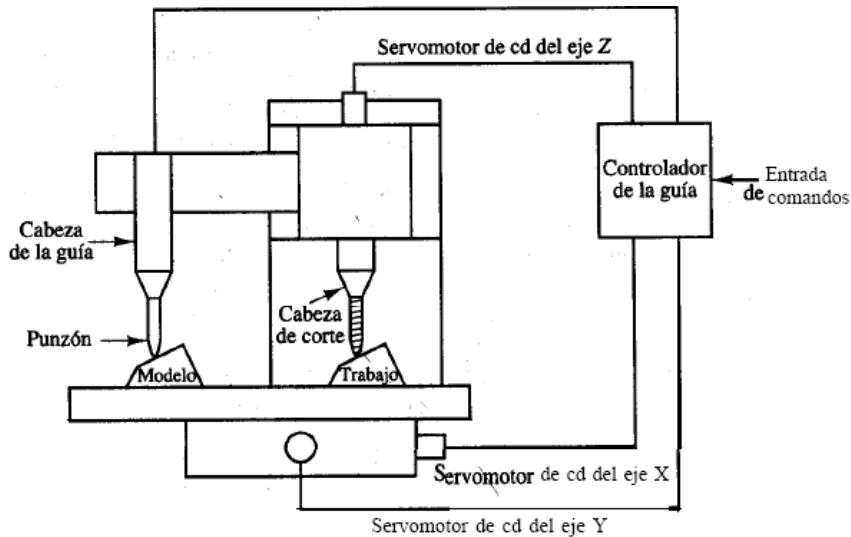 Servomotor de cd del eje Z
Controlador
de la guía
Entrada
de comandos
Cabeza
de la guía
Cabeza
de corte
Punzón
Modelo
Trabajo
Servomotor de cd del eje X
Servomotor de cd del eje Y